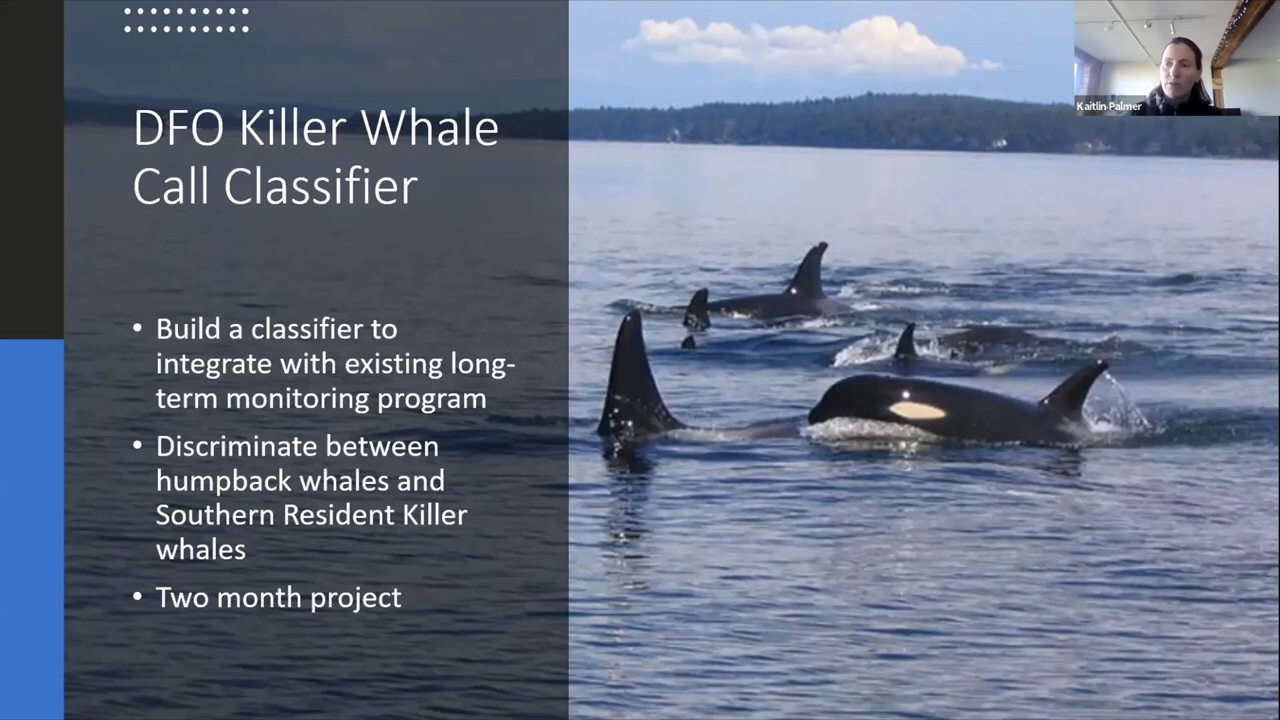 DFO Killer Whale
Call Classifier
• Build a classifier to
integrate with existing long-
term monitoring program
• Discriminate between
humpback whales and
Southern Resident Killer
whales
• Two month project
Kaitlin Palmer